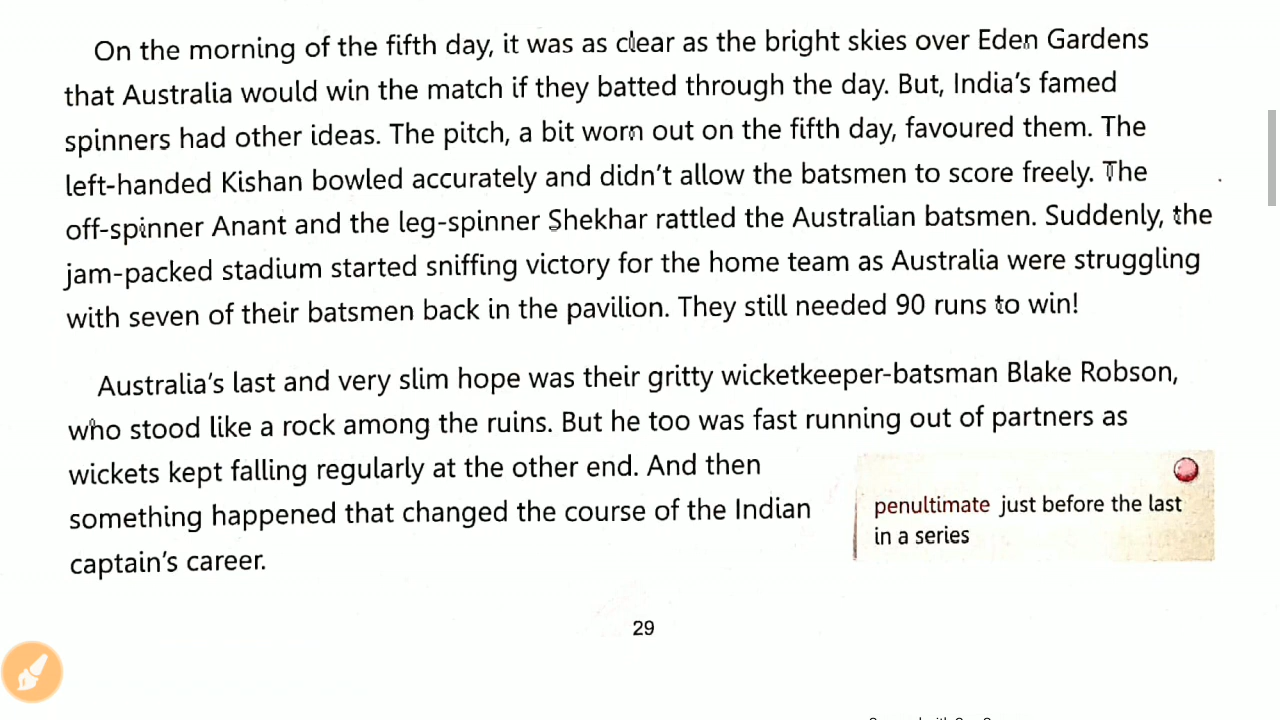 On the morning of the fifth day, it was as clear as the bright skies over Eden Gardens
that Australia would win the match if they batted through the day. But, India's famed
spinners had other ideas. The pitch, a bit worn out on the fifth day, favoured them. The
left-handed Kishan bowled accurately and didn't allow the batsmen to score freely. The
off-spinner Anant and the leg-spinner Shekhar rattled the Australian batsmen. Suddenly, the
jam-packed stadium started sniffing victory for the home team as Australia were struggling
with seven of their batsmen back in the pavilion. They still needed 90 runs to win!
Australia's last and very slim hope was their gritty wicketkeeper-batsman Blake Robson,
who stood like a rock among the ruins. But he too was fast running out of partners as
wickets kept falling regularly at the other end. And then
something happened that changed the course of the Indian
captain's career.
penultimate just before the last
in a series
29